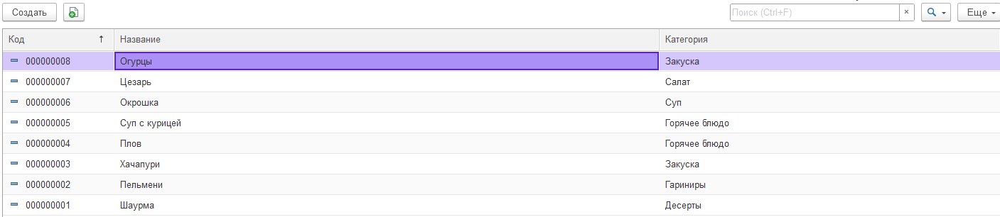 Создать Поиск (Ctrl+F) × Еще
Код ↑ Название Категория
000000008 Огурцы Закуска
000000007 Цезарь Салат
000000006 Окрошка Суп
000000005 Суп с курицей Горячее блюдо
000000004 Плов Горячее блюдо
000000003 Хачапури Закуска
000000002 Пельмени Гариниры
000000001 Шаурма Десерты